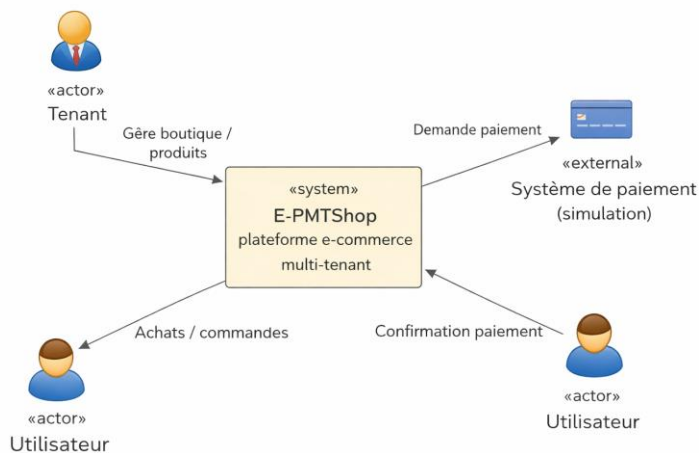 «actor»
Tenant
Gère boutique /
produits
Demande paiement
«external»
Système de paiement
(simulation)
«system»
E-PMTShop
plateforme e-commerce
multi-tenant
Achats / commandes
Confirmation paiement
«actor»
Utilisateur
«actor»
Utilisateur